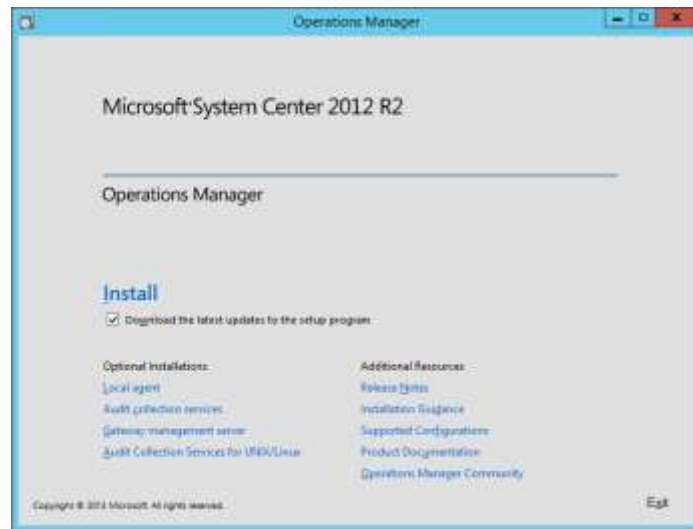 Operations Manager
Microsoft System Center 2012 R2
Operations Manager
Install
Download the latest updates to the setup program
Optional Installations
Local agent
Audit collection services
Gateway management server
Audit Collection Services for UNIX/Linux
Additional Resources
Release Notes
Installation Guidance
Supported Configurations
Product Documentation
Operations Manager Community
Copyright © 2013 Microsoft. All rights reserved.
Exit